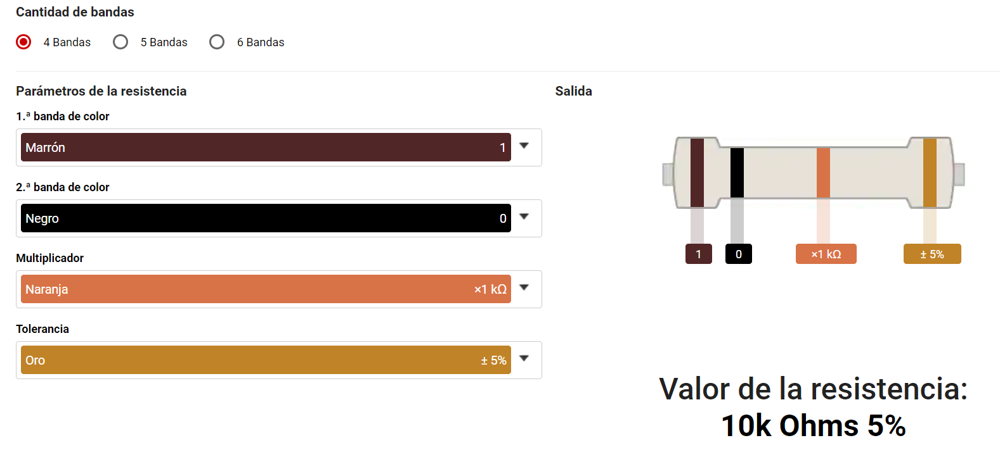 Cantidad de bandas
4 Bandas 5 Bandas 6 Bandas
Parámetros de la resistencia
1.ª banda de color
Marrón 1
2.ª banda de color
Negro 0
Multiplicador
Naranja ×1 kΩ
Tolerancia
Oro ± 5%
Salida
1 0 ×1 kΩ ± 5%
Valor de la resistencia:
10k Ohms 5%